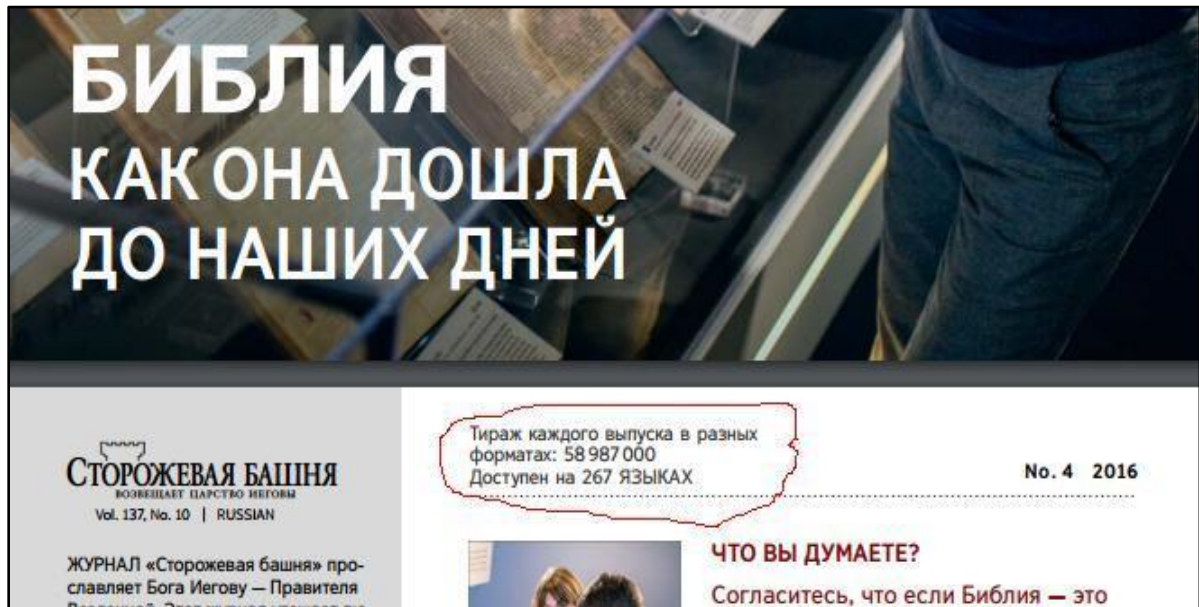 БИБЛИЯ
КАК ОНА ДОШЛА
ДО НАШИХ ДНЕЙ
СТОРОЖЕВАЯ БАШНЯ
ВОЗВЕЩАЕТ ЦАРСТВО ИЕГОВЫ
Vol. 137, No. 10 | RUSSIAN
ЖУРНАЛ «Сторожевая башня» про-
славляет Бога Иегову — Правителя
Тираж каждого выпуска в разных
форматах: 58 987 000
Доступен на 267 ЯЗЫКАХ
No. 4 2016
ЧТО ВЫ ДУМАЕТЕ?
Согласитесь, что если Библия — это